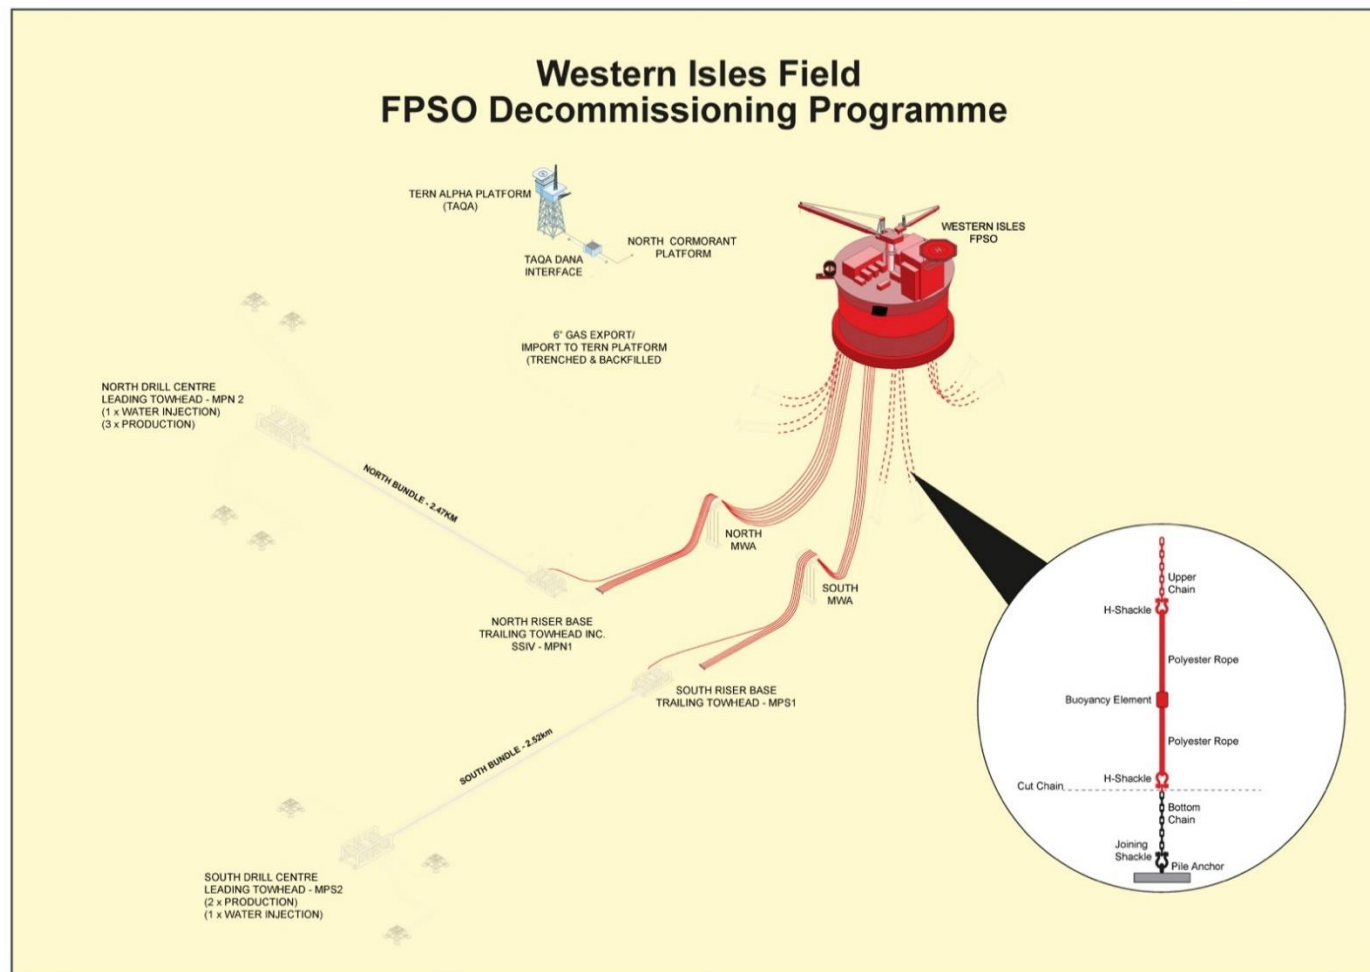 Western Isles Field
FPSO Decommissioning Programme
TERN ALPHA PLATFORM
(TAQA)
NORTH CORMORANT
PLATFORM
TAQA DANA
INTERFACE
WESTERN ISLES
FPSO
6" GAS EXPORT/
IMPORT TO TERN PLATFORM
(TRENCHED & BACKFILLED
NORTH DRILL CENTRE
LEADING TOWHEAD - MPN 2
(1 x WATER INJECTION)
(3 x PRODUCTION)
NORTH BUNDLE - 2.47KM
NORTH
MWA
SOUTH
MWA
NORTH RISER BASE
TRAILING TOWHEAD INC.
SSIV - MPN1
SOUTH RISER BASE
TRAILING TOWHEAD - MPS1
SOUTH BUNDLE - 2.52km
SOUTH DRILL CENTRE
LEADING TOWHEAD - MPS2
(2 x PRODUCTION)
(1 x WATER INJECTION)
Upper
Chain
H-Shackle
Polyester Rope
Buoyancy Element
Polyester Rope
H-Shackle
Cut Chain
Bottom
Chain
Joining
Shackle
Pile Anchor